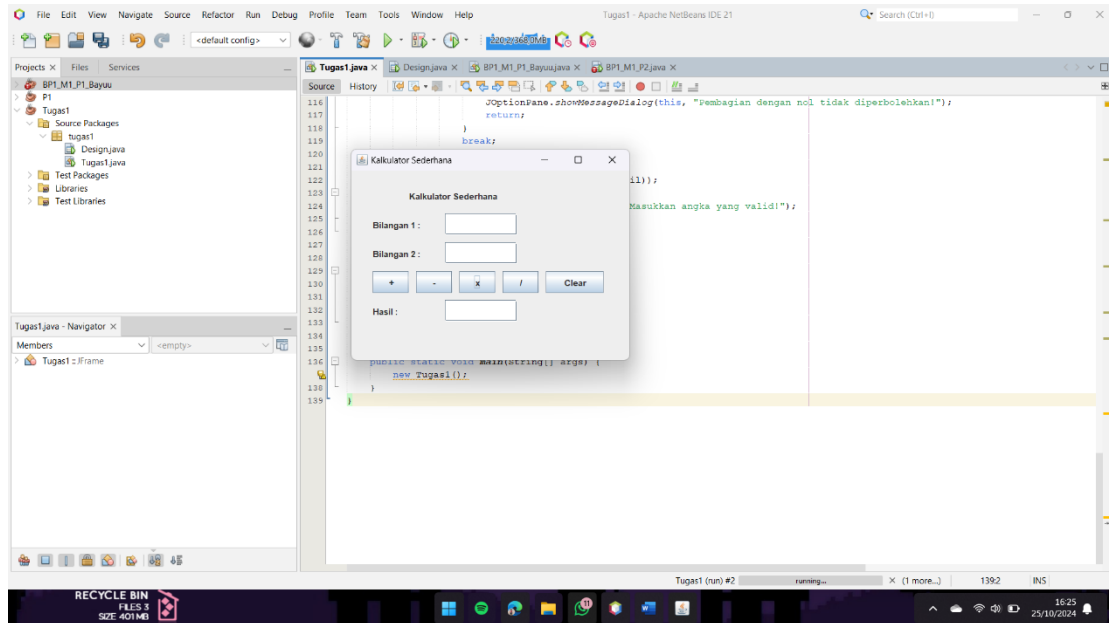 File Edit View Navigate Source Refactor Run Debug Profile Team Tools Window Help Tugas1 - Apache NetBeans IDE 21 Search (Ctrl+I)
<default config> 220.2/368.0MB
Projects Files Services
Tugas1.java Design.java BP1_M1_P1_Bayuu.java BP1_M1_P2.java
Source History
BP1_M1_P1_Bayuu
P1
Tugas1
Source Packages
tugas1
Design.java
Tugas1.java
Test Packages
Libraries
Test Libraries
116 JOptionPane.showMessageDialog(this, "Pembagian dengan nol tidak diperbolehkan!");
117 return;
118 }
119 break;
120
121
122 il));
123
124 Masukkan angka yang valid!");
125
126
127
128
129
130
131
132
133
134
135
136 public static void main(String[] args) {
new Tugas1();
138 }
139 }
Kalkulator Sederhana
Kalkulator Sederhana
Bilangan 1 :
Bilangan 2 :
+ - x / Clear
Hasil :
Tugas1.java - Navigator
Members <empty>
Tugas1 :: JFrame
Tugas1 (run) #2 running... (1 more...) 139:2 INS
RECYCLE BIN
FILES 3
SIZE 401 MB
16:25
25/10/2024